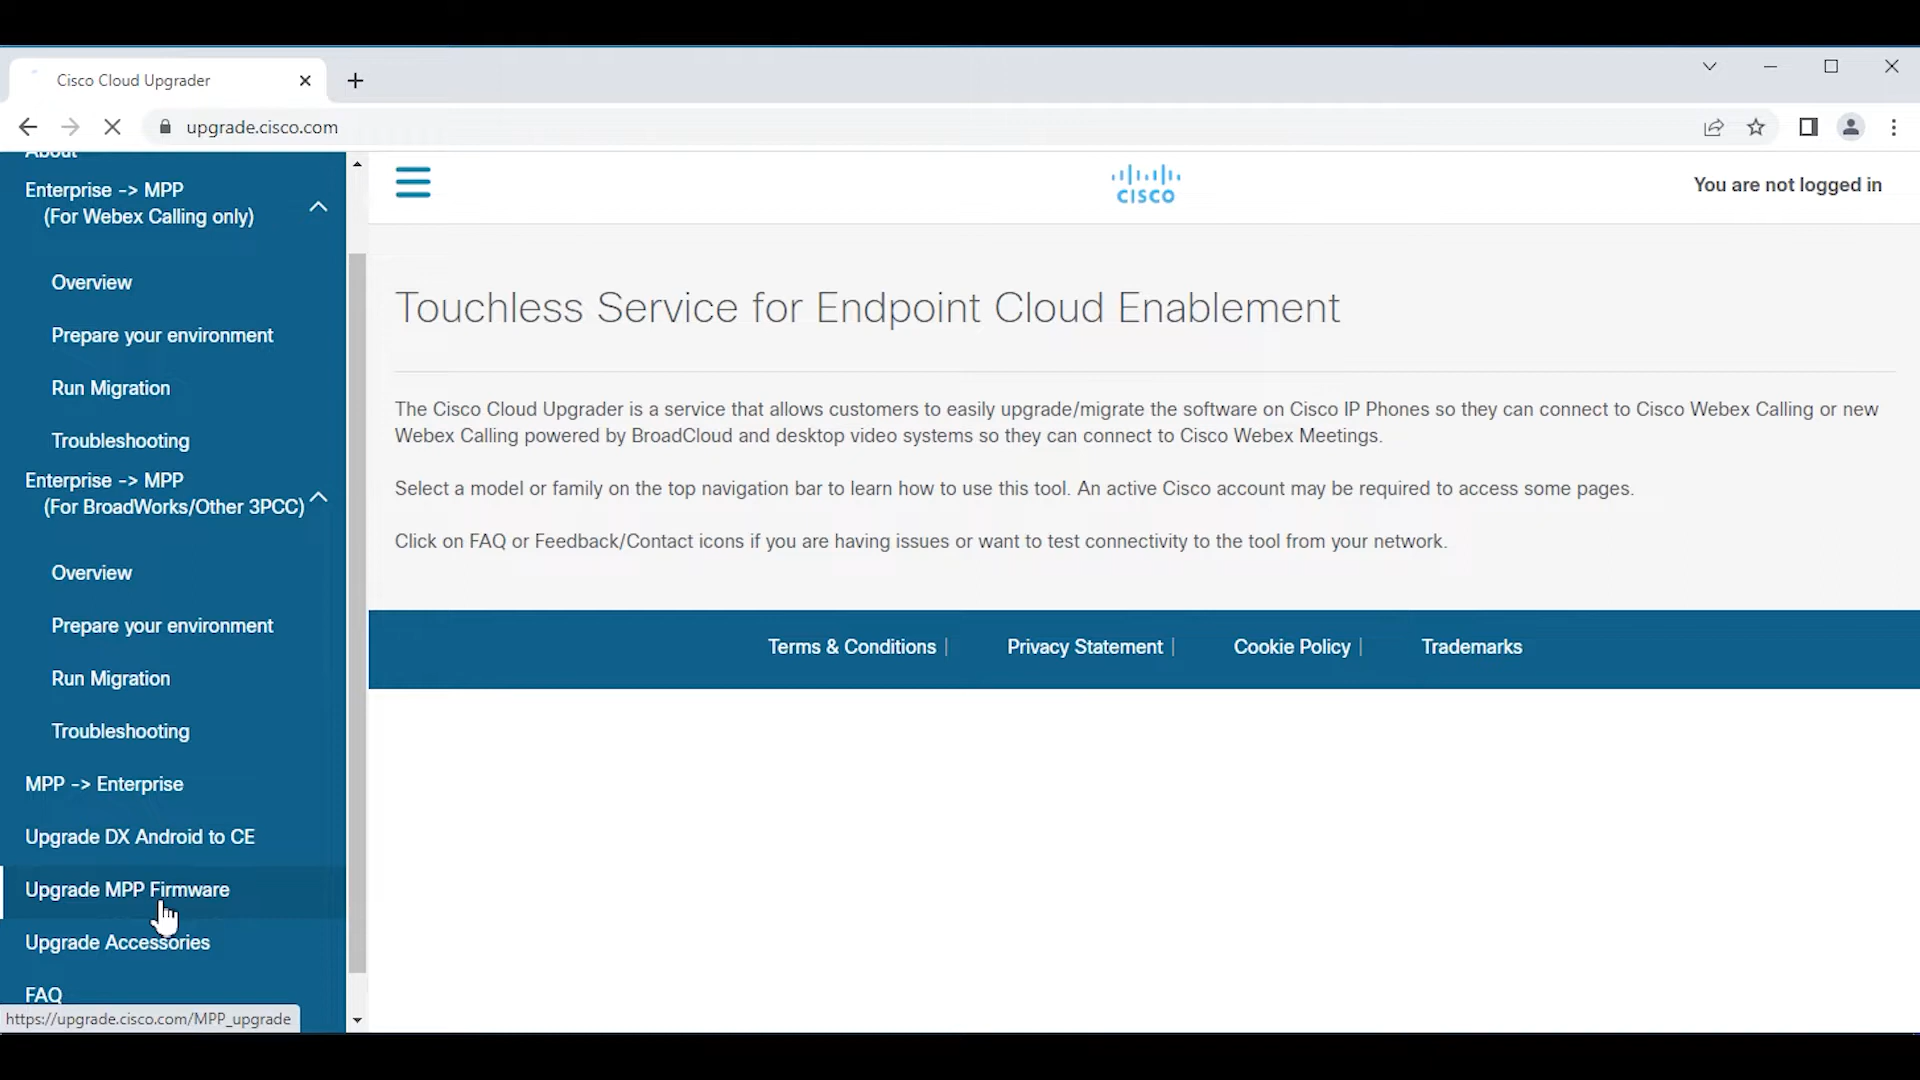 Cisco Cloud Upgrader
upgrade.cisco.com
About
Enterprise -> MPP
(For Webex Calling only)
Overview
Prepare your environment
Run Migration
Troubleshooting
Enterprise -> MPP
(For BroadWorks/Other 3PCC)
Overview
Prepare your environment
Run Migration
Troubleshooting
MPP -> Enterprise
Upgrade DX Android to CE
Upgrade MPP Firmware
Upgrade Accessories
FAQ
https://upgrade.cisco.com/MPP_upgrade
CISCO
You are not logged in
Touchless Service for Endpoint Cloud Enablement
The Cisco Cloud Upgrader is a service that allows customers to easily upgrade/migrate the software on Cisco IP Phones so they can connect to Cisco Webex Calling or new
Webex Calling powered by BroadCloud and desktop video systems so they can connect to Cisco Webex Meetings.
Select a model or family on the top navigation bar to learn how to use this tool. An active Cisco account may be required to access some pages.
Click on FAQ or Feedback/Contact icons if you are having issues or want to test connectivity to the tool from your network.
Terms & Conditions | Privacy Statement | Cookie Policy | Trademarks